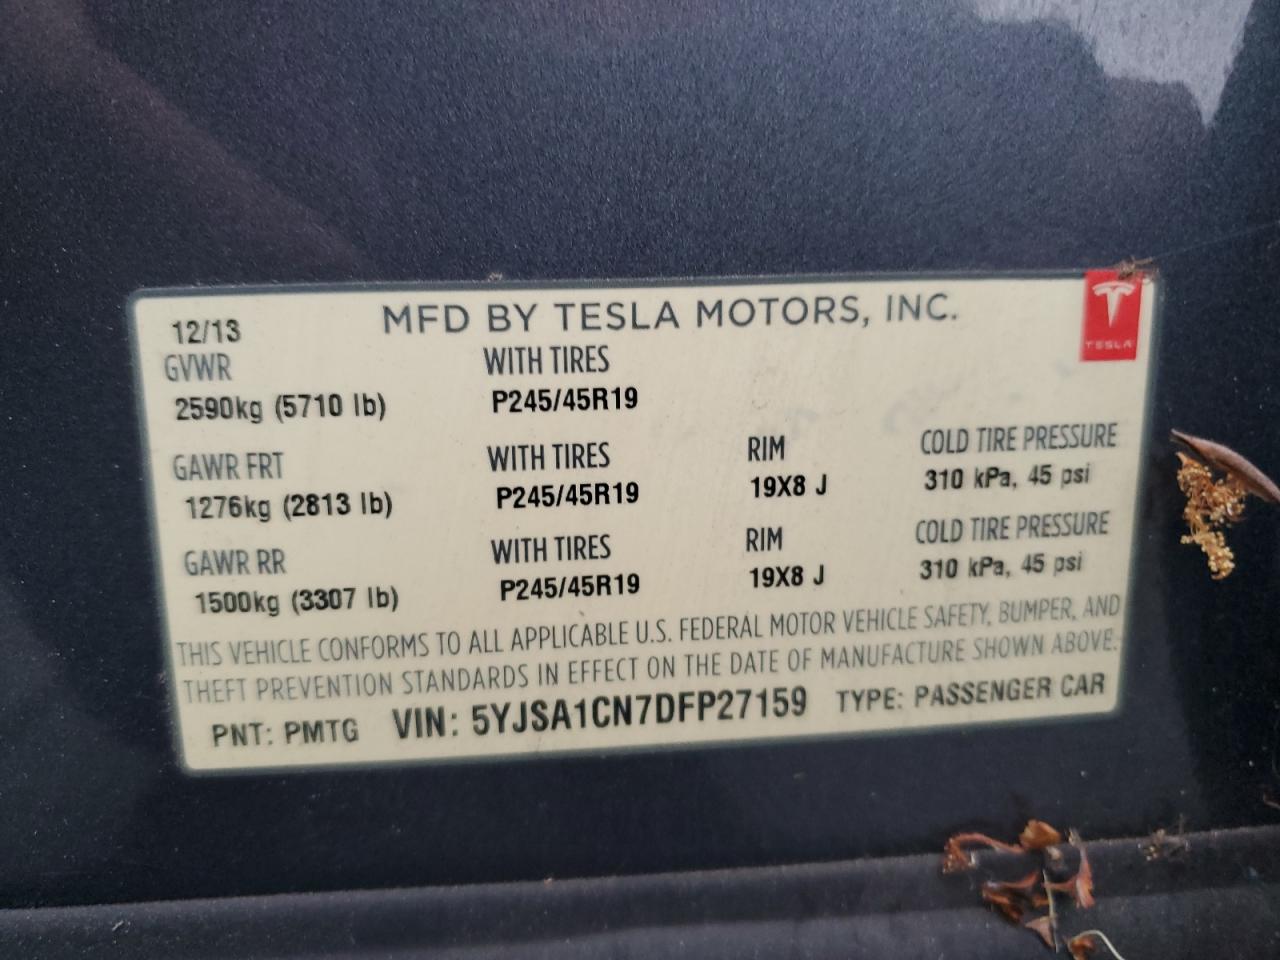 12/13 MFD BY TESLA MOTORS, INC. TESLA
GVWR WITH TIRES
2590kg (5710 lb) P245/45R19
GAWR FRT WITH TIRES RIM COLD TIRE PRESSURE
1276kg (2813 lb) P245/45R19 19X8 J 310 kPa, 45 psi
GAWR RR WITH TIRES RIM COLD TIRE PRESSURE
1500kg (3307 lb) P245/45R19 19X8 J 310 kPa, 45 psi
THIS VEHICLE CONFORMS TO ALL APPLICABLE U.S. FEDERAL MOTOR VEHICLE SAFETY, BUMPER, AND
THEFT PREVENTION STANDARDS IN EFFECT ON THE DATE OF MANUFACTURE SHOWN ABOVE.
PNT: PMTG VIN: 5YJSA1CN7DFP27159 TYPE: PASSENGER CAR